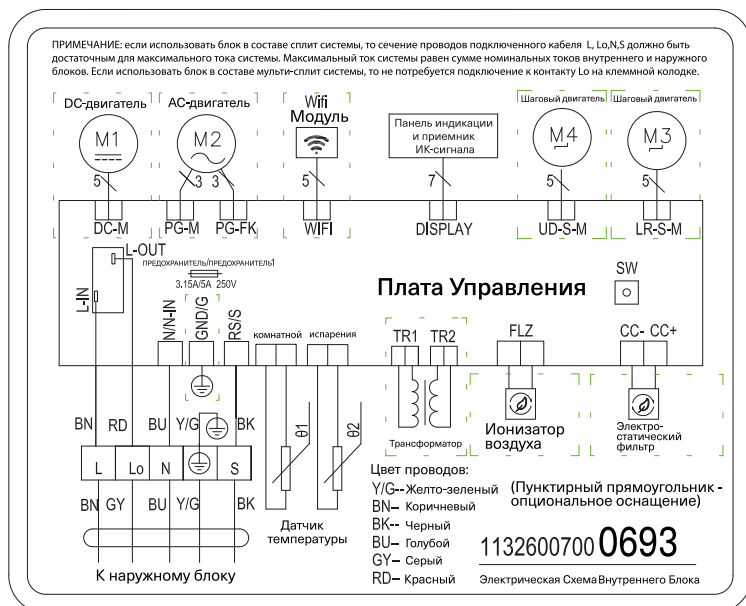 ПРИМЕЧАНИЕ: если использовать блок в составе сплит системы, то сечение проводов подключенного кабеля L, Lo,N,S должно быть
достаточным для максимального тока системы. Максимальный ток системы равен сумме номинальных токов внутреннего и наружного
блоков. Если использовать блок в составе мульти-сплит системы, то не потребуется подключение к контакту Lo на клеммной колодке.
DC-двигатель
AC-двигатель
Wifi
Модуль
Шаговый двигатель
Шаговый двигатель
M1
M2
Панель индикации
и приемник
ИК-сигнала
M4
M3
5
3
3
5
7
5
5
DC-M
PG-M
PG-FK
WIFI
DISPLAY
UD-S-M
LR-S-M
L-OUT
L-IN
ПРЕДОХРАНИТЕЛЬ/ПРЕДОХРАНИТЕЛЬ1
3.15A/5A 250V
Плата Управления
SW
N/N-IN
GND/G
RS/S
комнатной
испарения
TR1
TR2
FLZ
CC- CC+
BN
RD
BU
Y/G
BK
θ1
θ2
Трансформатор
Ионизатор
воздуха
Электро-
статический
фильтр
L
Lo
N
S
BN
GY
BU
Y/G
BK
Датчик
температуры
К наружному блоку
Цвет проводов:
Y/G--Желто-зеленый
BN– Коричневый
BK-- Черный
BU– Голубой
GY– Серый
RD– Красный
(Пунктирный прямоугольник -
опциональное оснащение)
1132600700 0693
Электрическая Схема Внутреннего Блока